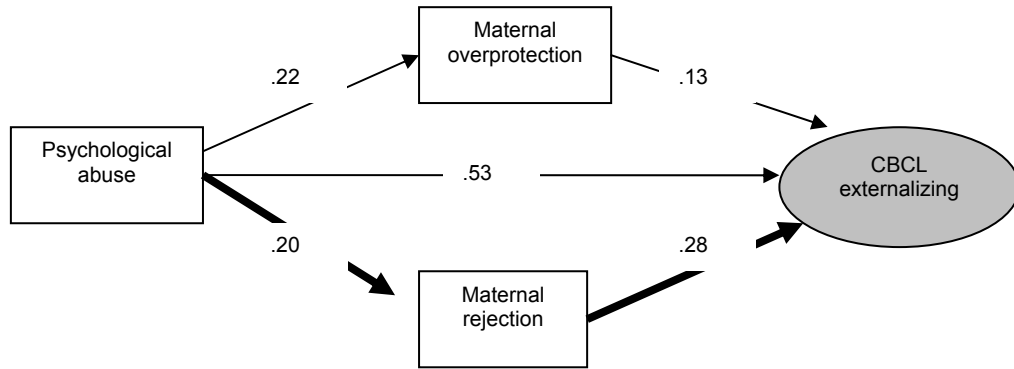 Maternal
overprotection
.22
.13
Psychological
abuse
.53
CBCL
externalizing
.20
.28
Maternal
rejection